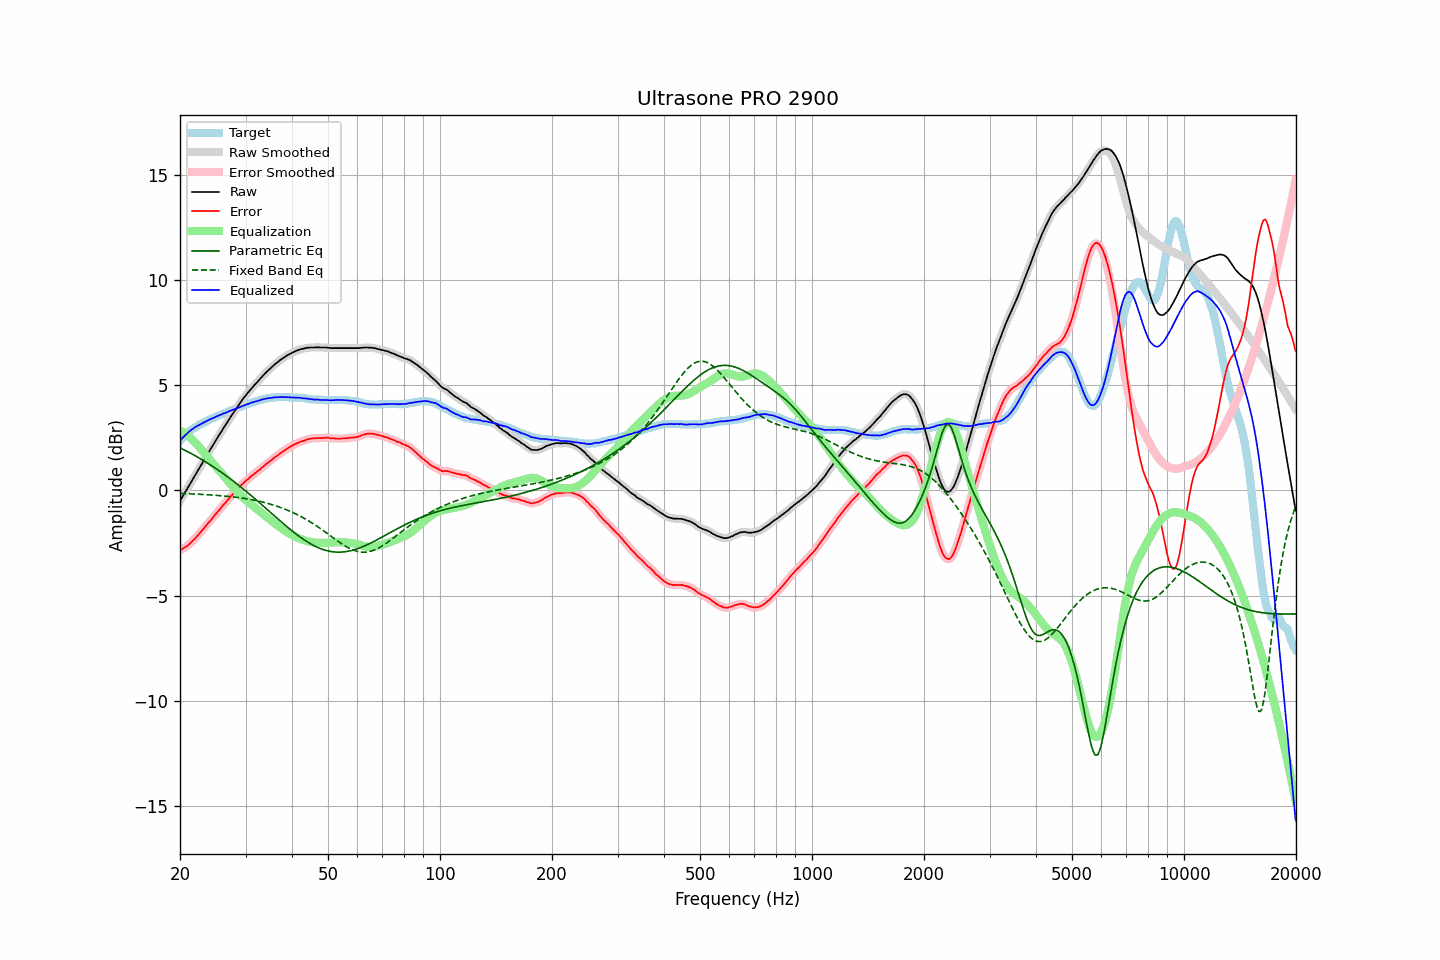 Ultrasone PRO 2900
Target
Raw Smoothed
Error Smoothed
Raw
Error
Equalization
Parametric Eq
Fixed Band Eq
Equalized
Amplitude (dBr)
15
10
5
0
−5
−10
−15
20
50
100
200
500
1000
2000
5000
10000
20000
Frequency (Hz)